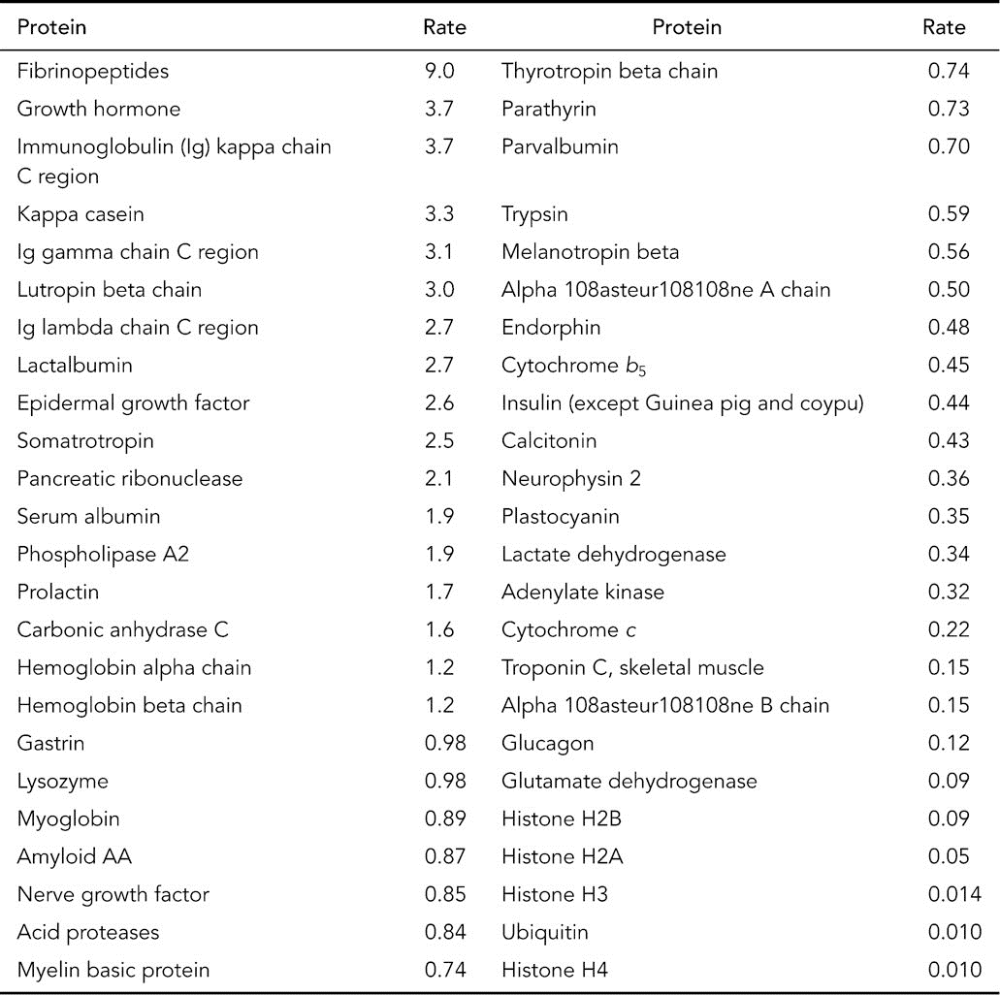 Protein Rate Protein Rate
Fibrinopeptides 9.0 Thyrotropin beta chain 0.74
Growth hormone 3.7 Parathyrin 0.73
Immunoglobulin (Ig) kappa chain 3.7 Parvalbumin 0.70
C region
Kappa casein 3.3 Trypsin 0.59
Ig gamma chain C region 3.1 Melanotropin beta 0.56
Lutropin beta chain 3.0 Alpha 108asteur108108ne A chain 0.50
Ig lambda chain C region 2.7 Endorphin 0.48
Lactalbumin 2.7 Cytochrome b5 0.45
Epidermal growth factor 2.6 Insulin (except Guinea pig and coypu) 0.44
Somatrotropin 2.5 Calcitonin 0.43
Pancreatic ribonuclease 2.1 Neurophysin 2 0.36
Serum albumin 1.9 Plastocyanin 0.35
Phospholipase A2 1.9 Lactate dehydrogenase 0.34
Prolactin 1.7 Adenylate kinase 0.32
Carbonic anhydrase C 1.6 Cytochrome c 0.22
Hemoglobin alpha chain 1.2 Troponin C, skeletal muscle 0.15
Hemoglobin beta chain 1.2 Alpha 108asteur108108ne B chain 0.15
Gastrin 0.98 Glucagon 0.12
Lysozyme 0.98 Glutamate dehydrogenase 0.09
Myoglobin 0.89 Histone H2B 0.09
Amyloid AA 0.87 Histone H2A 0.05
Nerve growth factor 0.85 Histone H3 0.014
Acid proteases 0.84 Ubiquitin 0.010
Myelin basic protein 0.74 Histone H4 0.010